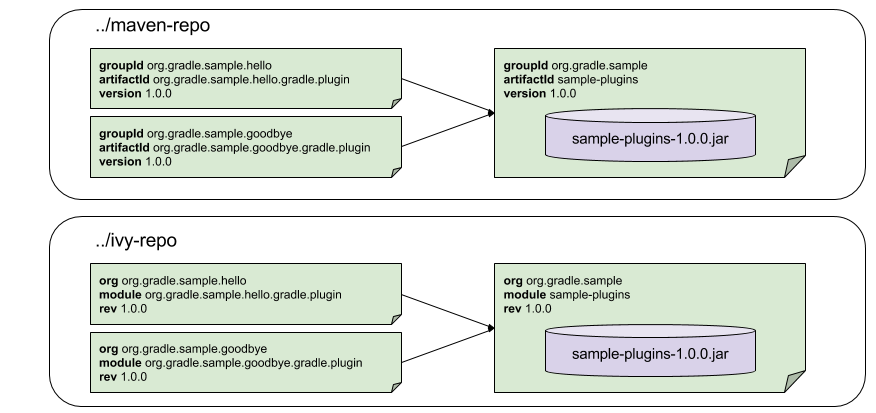 ../maven-repo
groupId org.gradle.sample.hello
artifactId org.gradle.sample.hello.gradle.plugin
version 1.0.0
groupId org.gradle.sample.goodbye
artifactId org.gradle.sample.goodbye.gradle.plugin
version 1.0.0
groupId org.gradle.sample
artifactId sample-plugins
version 1.0.0
sample-plugins-1.0.0.jar
../ivy-repo
org org.gradle.sample.hello
module org.gradle.sample.hello.gradle.plugin
rev 1.0.0
org org.gradle.sample.goodbye
module org.gradle.sample.goodbye.gradle.plugin
rev 1.0.0
org org.gradle.sample
module sample-plugins
rev 1.0.0
sample-plugins-1.0.0.jar